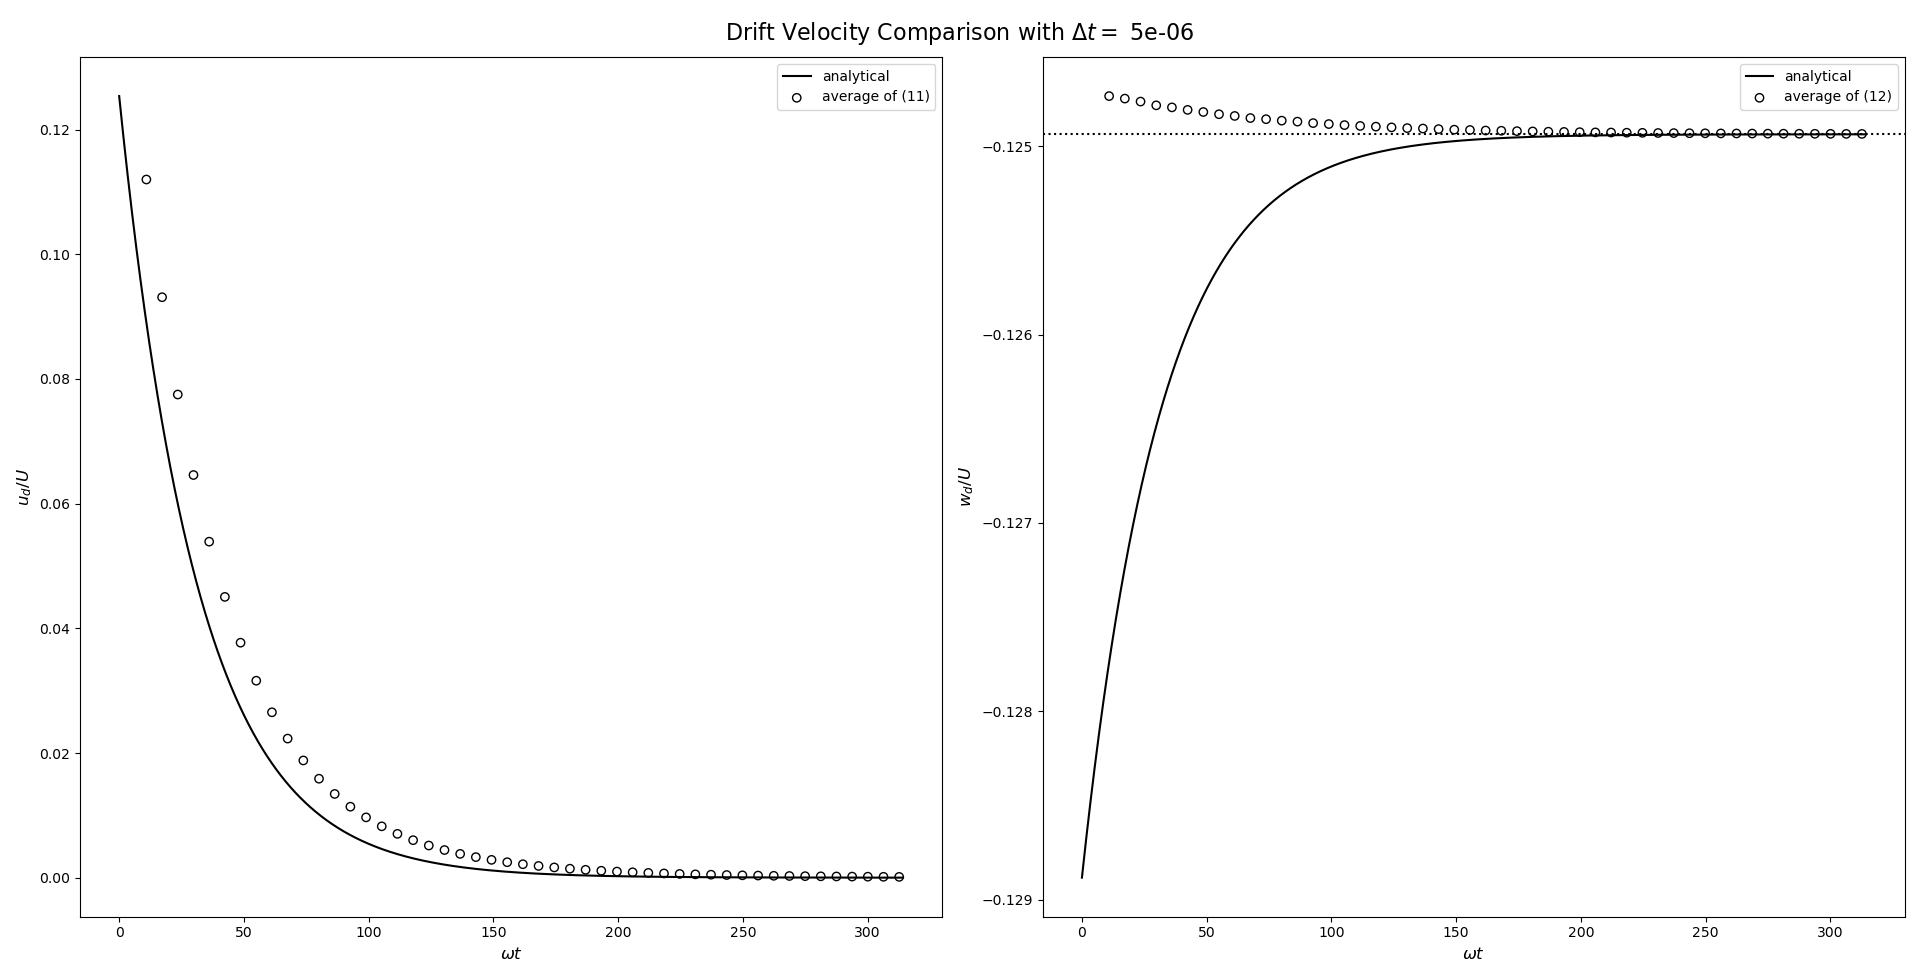 Drift Velocity Comparison with Δt = 5e-06
analytical
average of (11)
0.12
0.10
0.08
0.06
0.04
0.02
0.00
u_d/U
0 50 100 150 200 250 300
ωt
analytical
average of (12)
−0.125
−0.126
−0.127
−0.128
−0.129
w_d/U
0 50 100 150 200 250 300
ωt